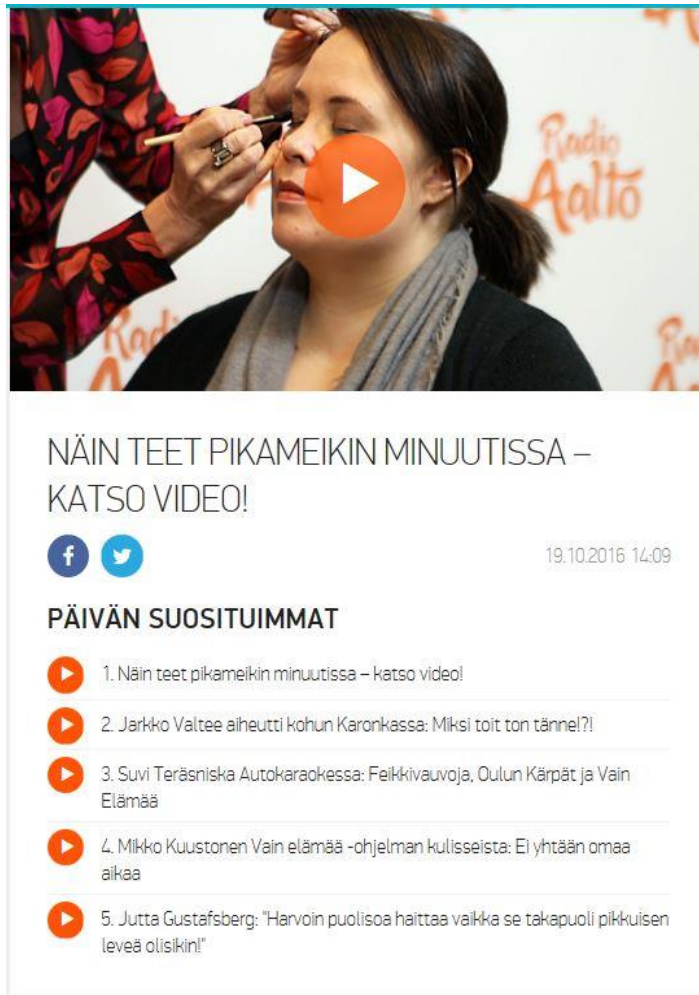 Radio
Aalto
Rad
NÄIN TEET PIKAMEIKIN MINUUTISSA –
KATSO VIDEO!
19.10.2016 14:09
PÄIVÄN SUOSITUIMMAT
1. Näin teet pikameikin minuutissa – katso video!
2. Jarkko Valtee aiheutti kohun Karonkassa: Miksi toit ton tänne!?!
3. Suvi Teräsniska Autokaraokessa: Feikkivauvoja, Oulun Kärpät ja Vain
Elämää
4. Mikko Kuustonen Vain elämää -ohjelman kulisseista: Ei yhtään omaa
aikaa
5. Jutta Gustafsberg: "Harvoin puolisoa haittaa vaikka se takapuoli pikkuisen
leveä olisikin!"